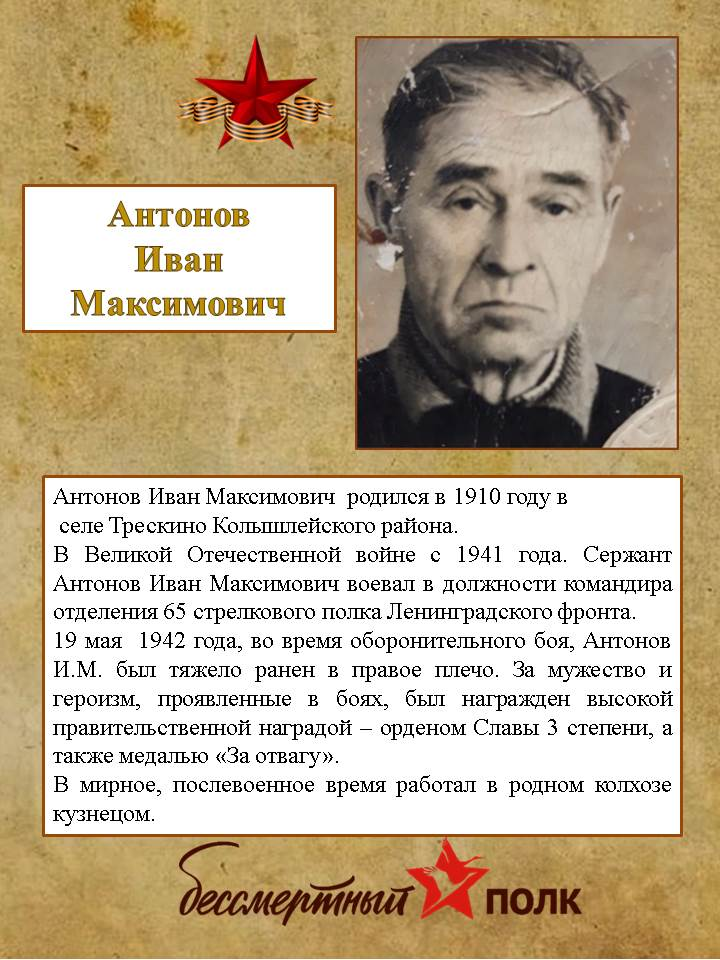 Антонов
Иван
Максимович
Антонов Иван Максимович родился в 1910 году в
селе Трескино Колышлейского района.
В Великой Отечественной войне с 1941 года. Сержант
Антонов Иван Максимович воевал в должности командира
отделения 65 стрелкового полка Ленинградского фронта.
19 мая 1942 года, во время оборонительного боя, Антонов
И.М. был тяжело ранен в правое плечо. За мужество и
героизм, проявленные в боях, был награжден высокой
правительственной наградой – орденом Славы 3 степени, а
также медалью «За отвагу».
В мирное, послевоенное время работал в родном колхозе
кузнецом.
бессмертный полк